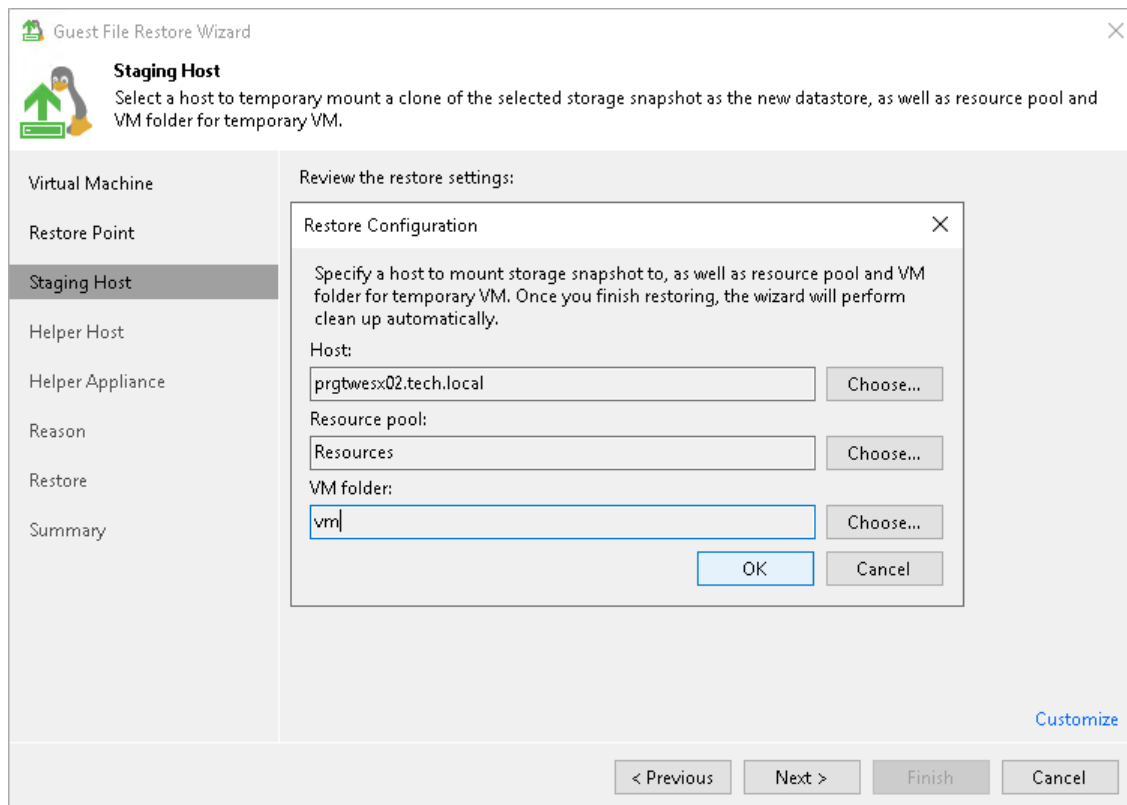 Guest File Restore Wizard
Staging Host
Select a host to temporary mount a clone of the selected storage snapshot as the new datastore, as well as resource pool and
VM folder for temporary VM.
Virtual Machine
Restore Point
Staging Host
Helper Host
Helper Appliance
Reason
Restore
Summary
Review the restore settings:
Restore Configuration
Specify a host to mount storage snapshot to, as well as resource pool and VM
folder for temporary VM. Once you finish restoring, the wizard will perform
clean up automatically.
Host:
prgtwesx02.tech.local
Choose...
Resource pool:
Resources
Choose...
VM folder:
vm
Choose...
OK
Cancel
Customize
< Previous
Next >
Finish
Cancel